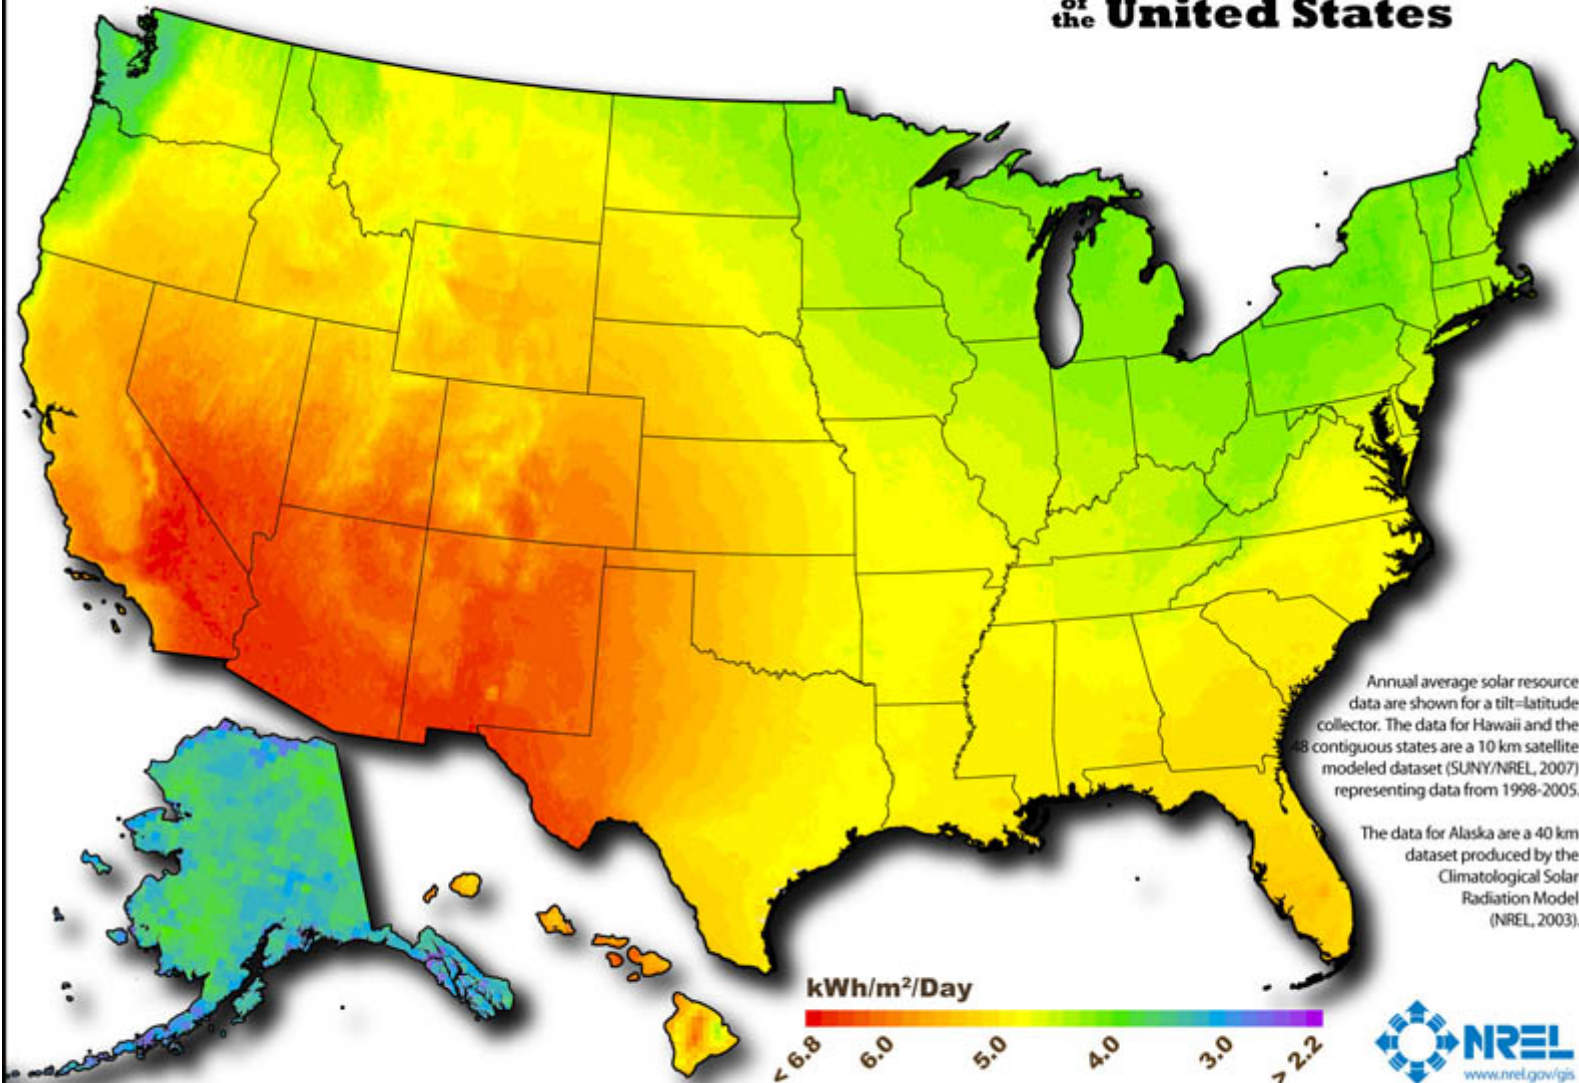 of
the United States
Annual average solar resource
data are shown for a tilt=latitude
collector. The data for Hawaii and the
48 contiguous states are a 10 km satellite
modeled dataset (SUNY/NREL, 2007)
representing data from 1998-2005.
The data for Alaska are a 40 km
dataset produced by the
Climatological Solar
Radiation Model
(NREL, 2003).
kWh/m²/Day
< 6.8 6.0 5.0 4.0 3.0 > 2.2
NREL
www.nrel.gov/gis